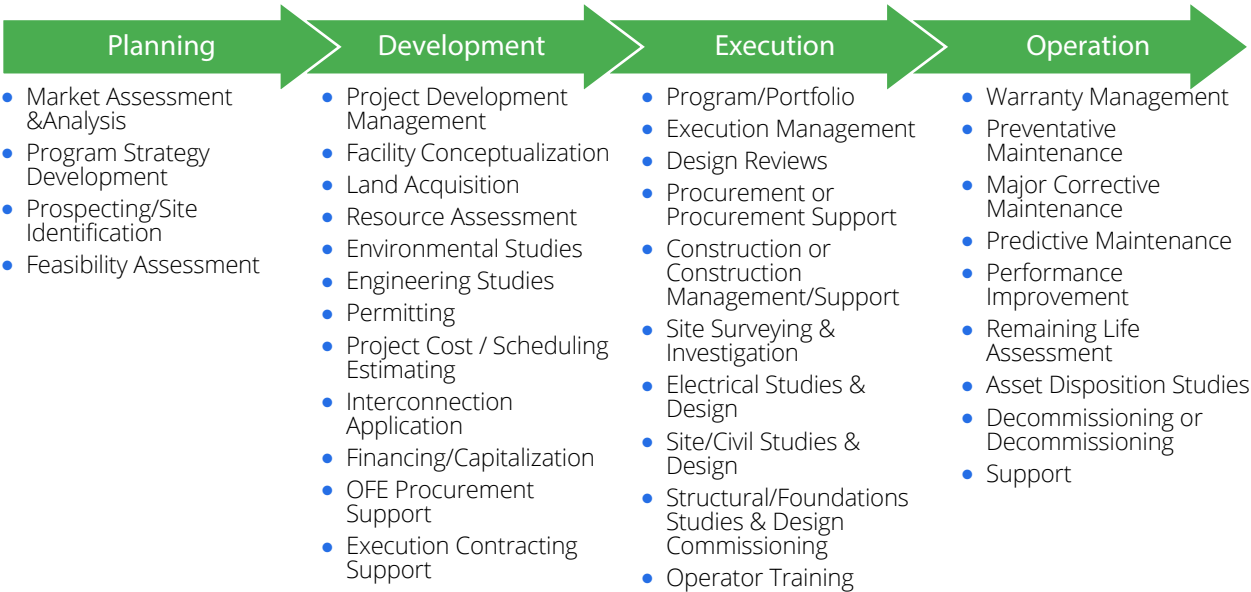 Planning
Development
Execution
Operation
Market Assessment
&Analysis
Program Strategy
Development
Prospecting/Site
Identification
Feasibility Assessment
Project Development
Management
Facility Conceptualization
Land Acquisition
Resource Assessment
Environmental Studies
Engineering Studies
Permitting
Project Cost / Scheduling
Estimating
Interconnection
Application
Financing/Capitalization
OFE Procurement
Support
Execution Contracting
Support
Program/Portfolio
Execution Management
Design Reviews
Procurement or
Procurement Support
Construction or
Construction
Management/Support
Site Surveying &
Investigation
Electrical Studies &
Design
Site/Civil Studies &
Design
Structural/Foundations
Studies & Design
Commissioning
Operator Training
Warranty Management
Preventative
Maintenance
Major Corrective
Maintenance
Predictive Maintenance
Performance
Improvement
Remaining Life
Assessment
Asset Disposition Studies
Decommissioning or
Decommissioning
Support